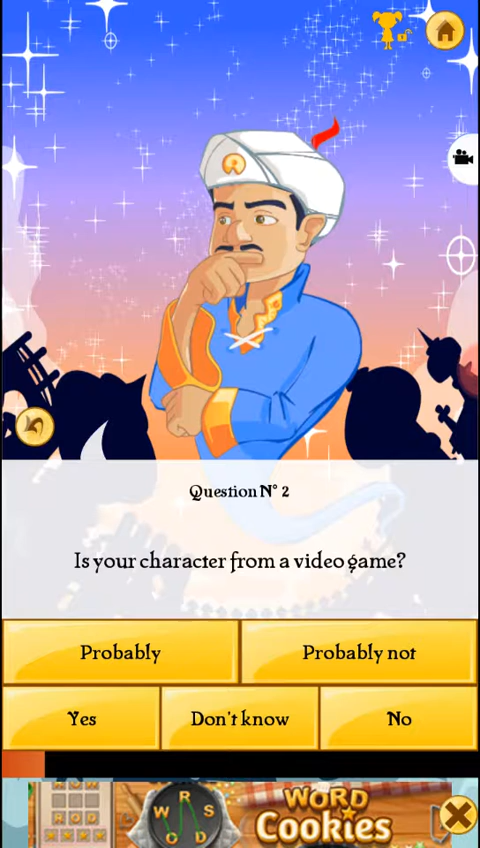 Question N° 2
Is your character from a video game?
Probably
Probably not
Yes
Don't know
No
W R S
O D
WORD
Cookies